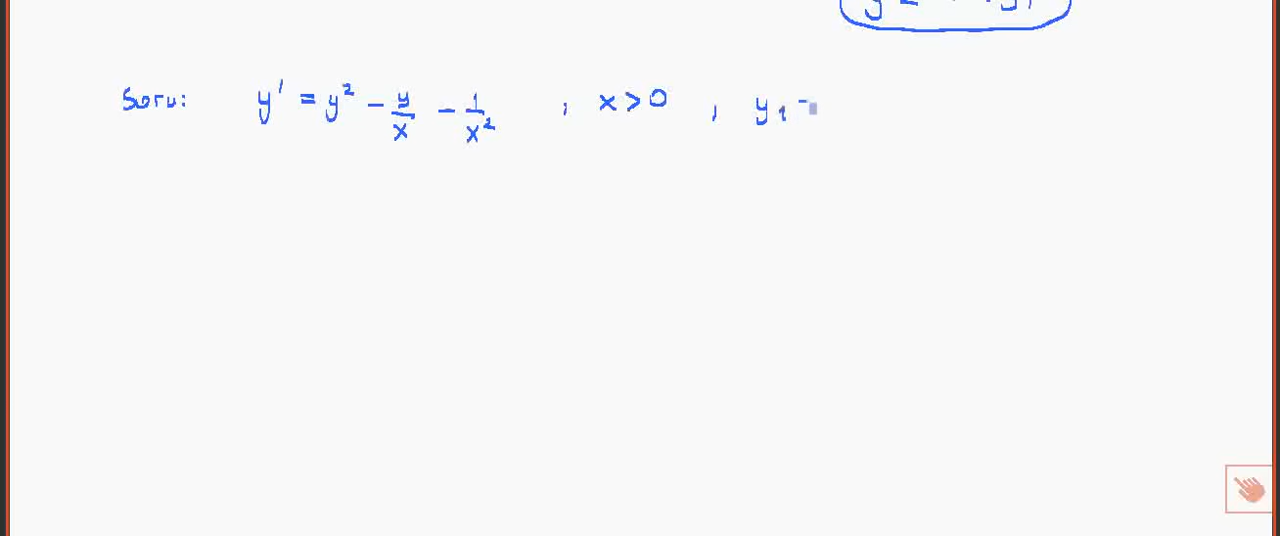 Soru: y' = y² - y/x - 1/x² , x > 0 , y₁